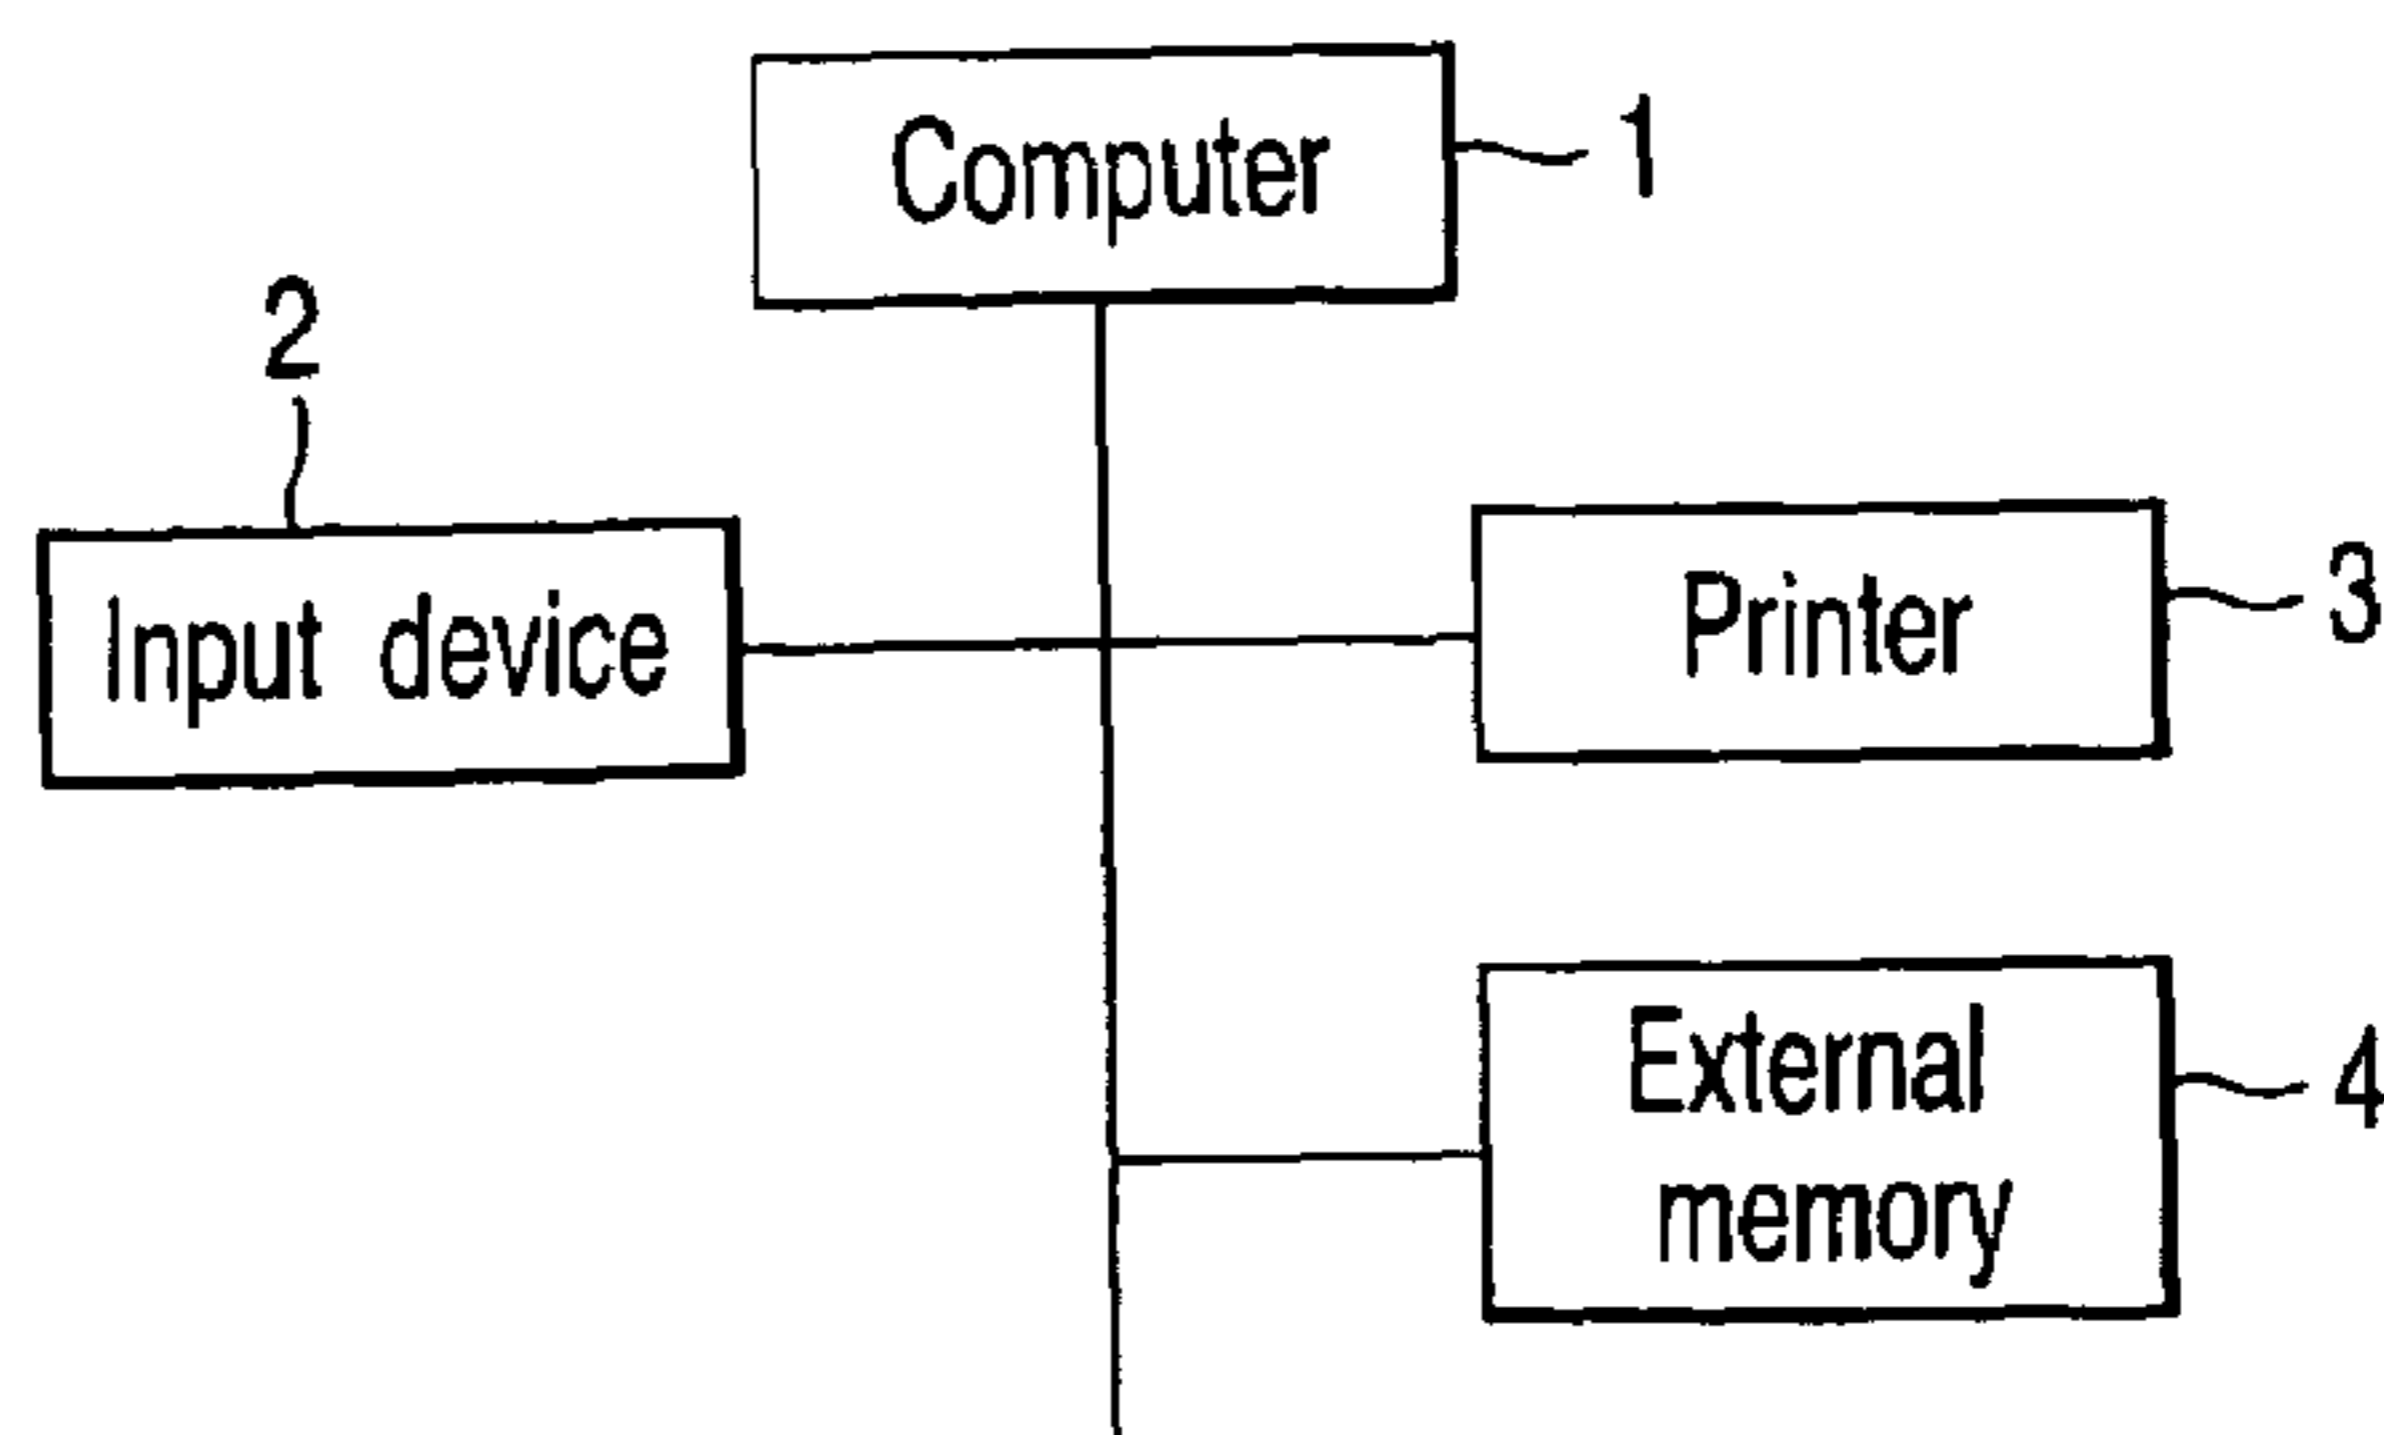 Computer
1
2
Input device
Printer
3
External
memory
4